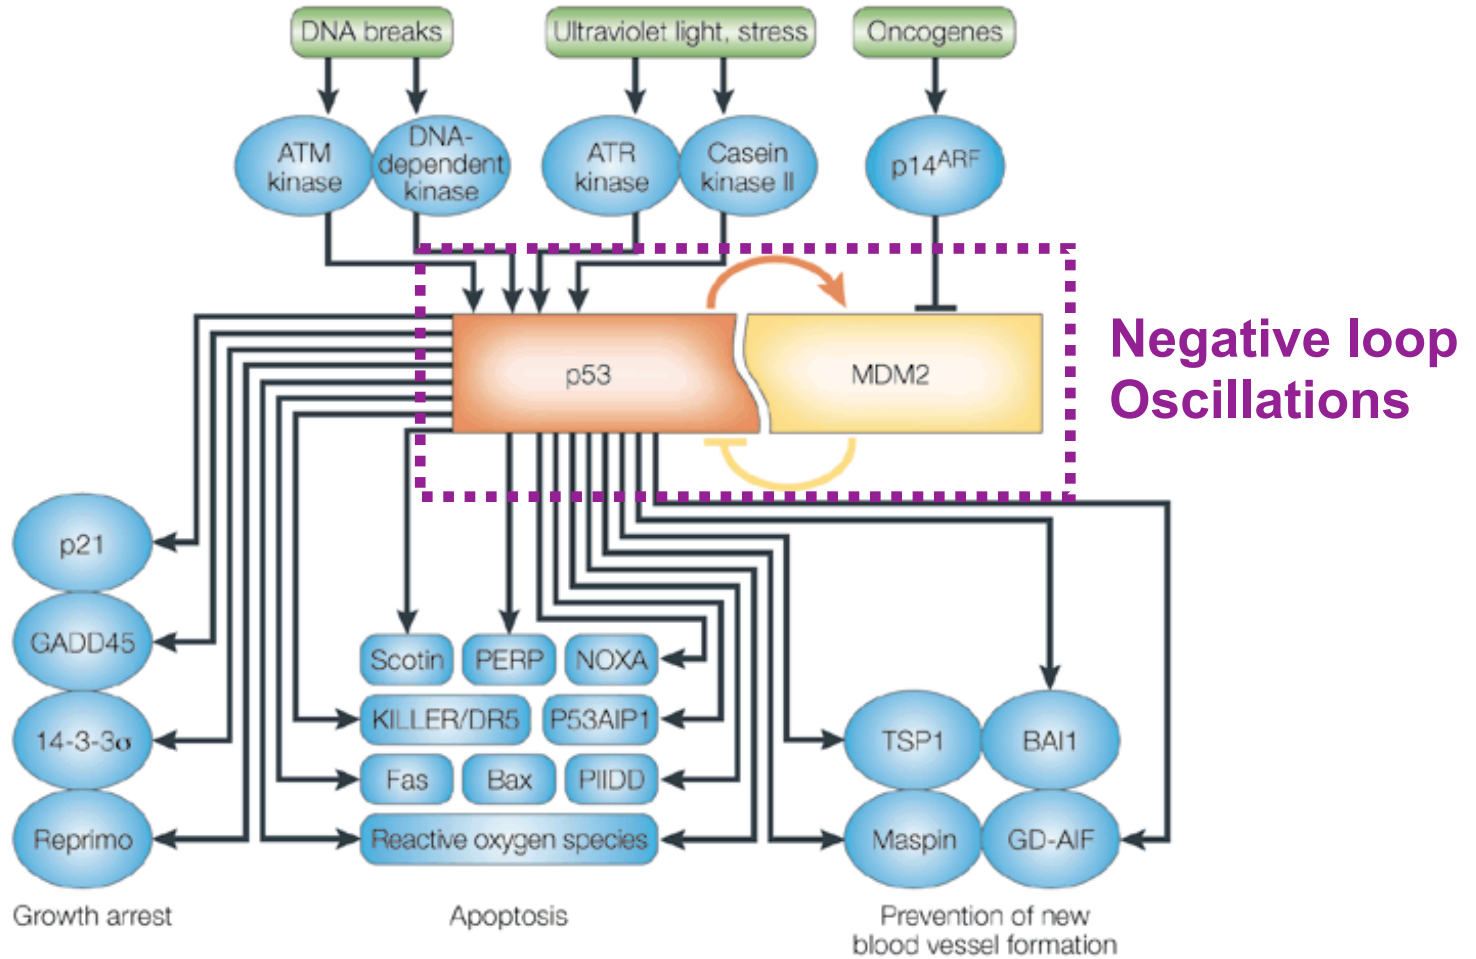 DNA breaks
Ultraviolet light, stress
Oncogenes
ATM
kinase
DNA-
dependent
kinase
ATR
kinase
Casein
kinase II
p14ARF
p53
MDM2
Negative loop
Oscillations
p21
GADD45
14-3-3σ
Reprimo
Growth arrest
Scotin
PERP
NOXA
KILLER/DR5
P53AIP1
Fas
Bax
PIIDD
Reactive oxygen species
Apoptosis
TSP1
BAI1
Maspin
GD-AIF
Prevention of new
blood vessel formation